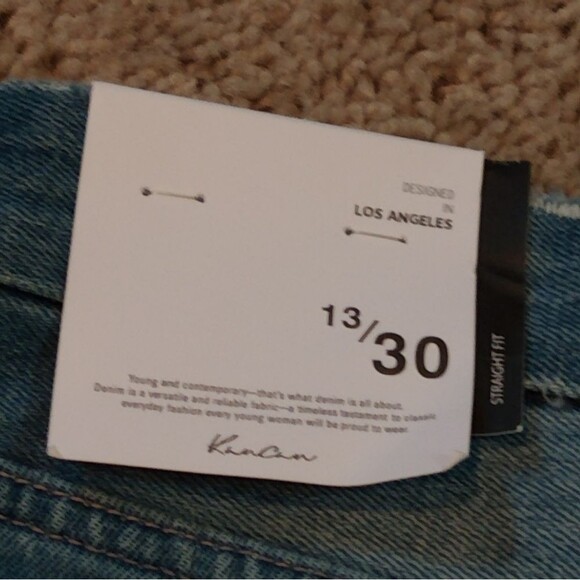 DESIGNED
IN
LOS ANGELES
13/30
Young and contemporary—that's what denim is all about.
Denim is a versatile and reliable fabric—a timeless testament to classic
everyday fashion every young woman will be proud to wear.
KanCan
STRAIGHT FIT